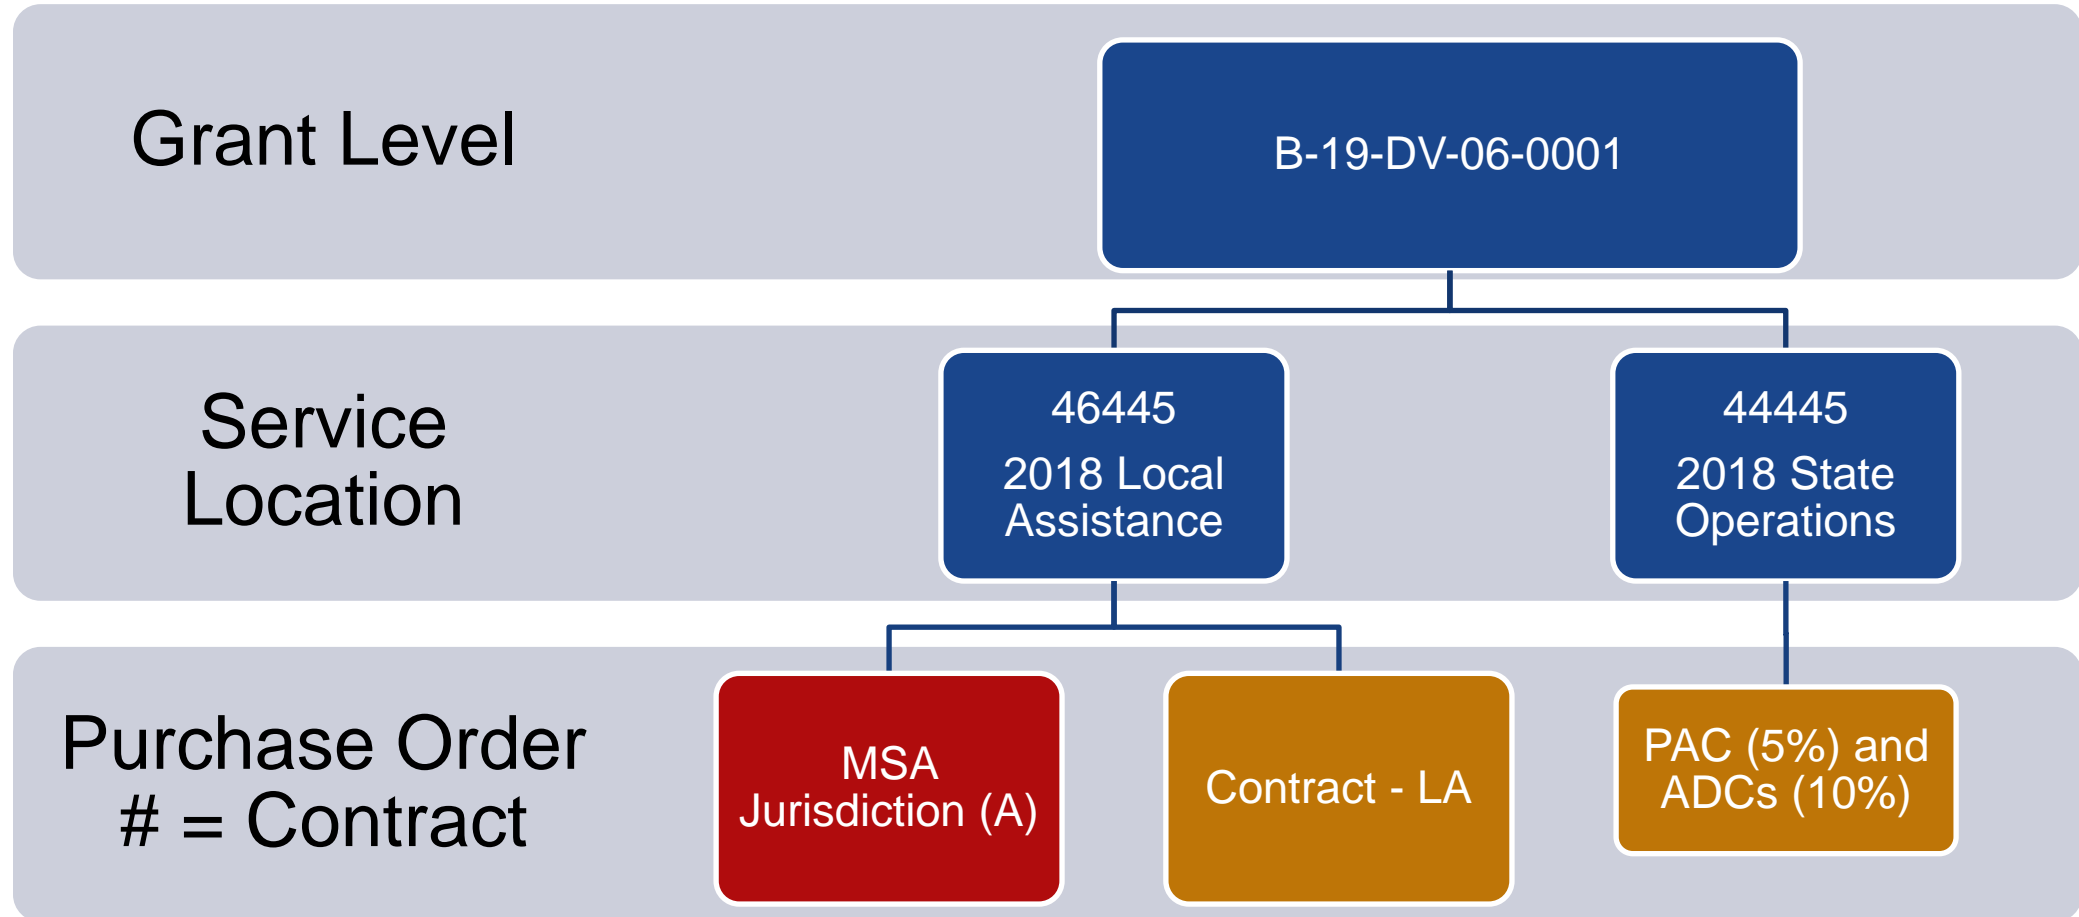 Grant Level
B-19-DV-06-0001
Service
Location
46445
2018 Local
Assistance
44445
2018 State
Operations
Purchase Order
# = Contract
MSA
Jurisdiction (A)
Contract - LA
PAC (5%) and
ADCs (10%)